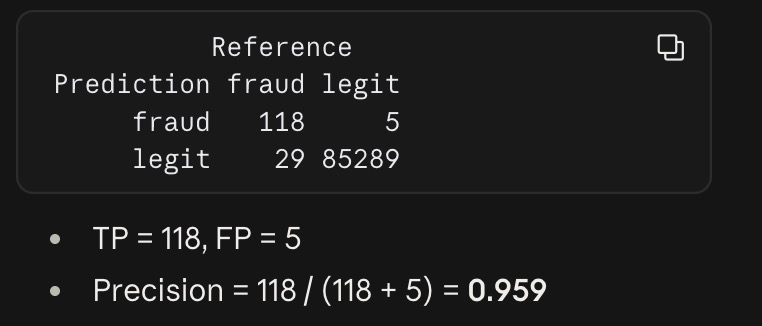 Reference
Prediction fraud legit
fraud 118 5
legit 29 85289
TP = 118, FP = 5
Precision = 118 / (118 + 5) = 0.959